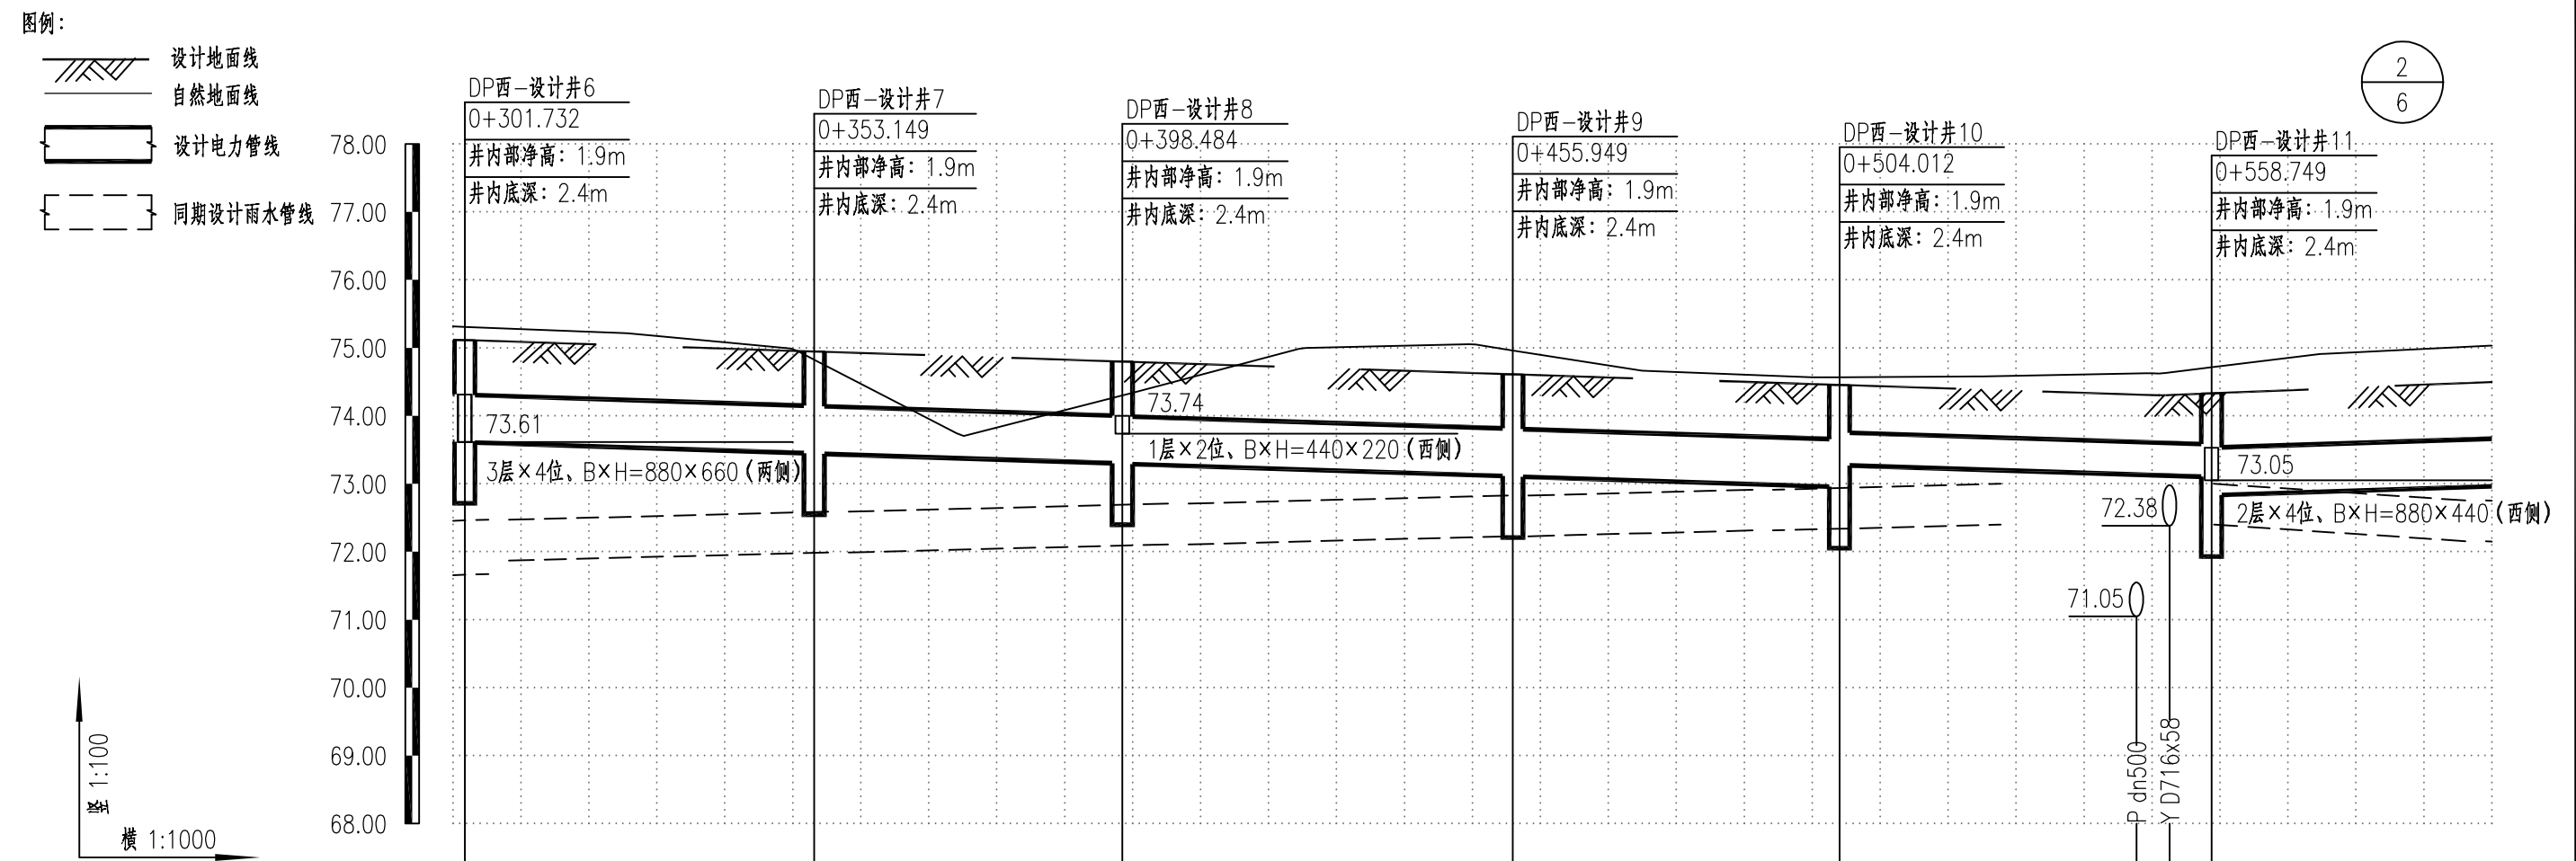 图例：
设计地面线
自然地面线
设计电力管线
同期设计雨水管线
2
6
DP西-设计井6
0+301.732
井内部净高：1.9m
井内底深：2.4m
DP西-设计井7
0+353.149
井内部净高：1.9m
井内底深：2.4m
DP西-设计井8
0+398.484
井内部净高：1.9m
井内底深：2.4m
DP西-设计井9
0+455.949
井内部净高：1.9m
井内底深：2.4m
DP西-设计井10
0+504.012
井内部净高：1.9m
井内底深：2.4m
DP西-设计井11
0+558.749
井内部净高：1.9m
井内底深：2.4m
78.00
77.00
76.00
75.00
74.00
73.00
72.00
71.00
70.00
69.00
68.00
73.61
3层×4位、B×H=880×660（两侧）
73.74
1层×2位、B×H=440×220（西侧）
73.05
2层×4位、B×H=880×440（西侧）
72.38
71.05
P dn500
Y D716x58
竖 1:100
横 1:1000